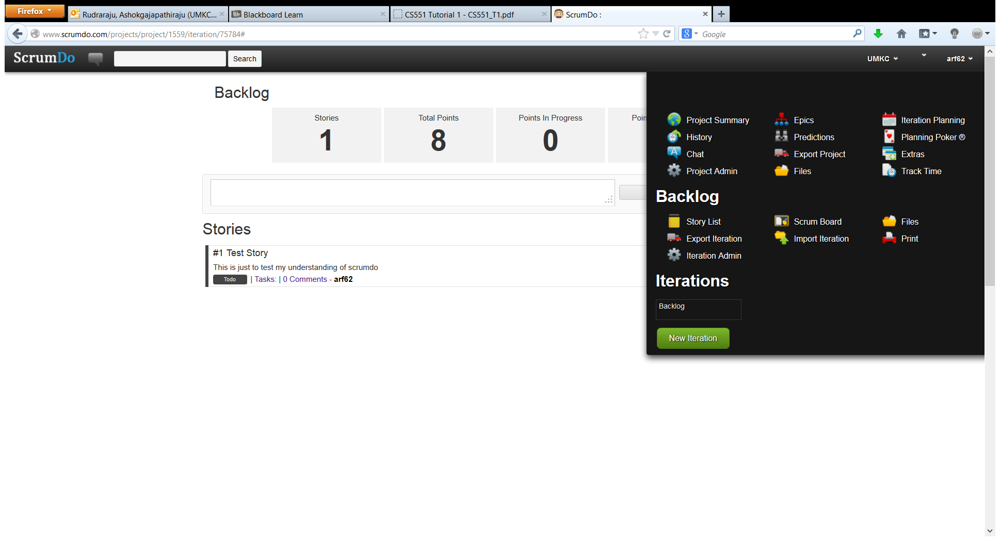 Firefox
Rudraraju, Ashokgajapathiraju (UMKC...
Blackboard Learn
CS551 Tutorial 1 - CS551_T1.pdf
ScrumDo :
www.scrumdo.com/projects/project/1559/iteration/75784#
Google
ScrumDo
Search
UMKC
arf62
Backlog
Stories
1
Total Points
8
Points In Progress
0
Poin
Project Summary
Epics
Iteration Planning
History
Predictions
Planning Poker ®
Chat
Export Project
Extras
Project Admin
Files
Track Time
Backlog
Story List
Scrum Board
Files
Export Iteration
Import Iteration
Print
Iteration Admin
Iterations
Backlog
New Iteration
Stories
#1 Test Story
This is just to test my understanding of scrumdo
Todo | Tasks: | 0 Comments - arf62